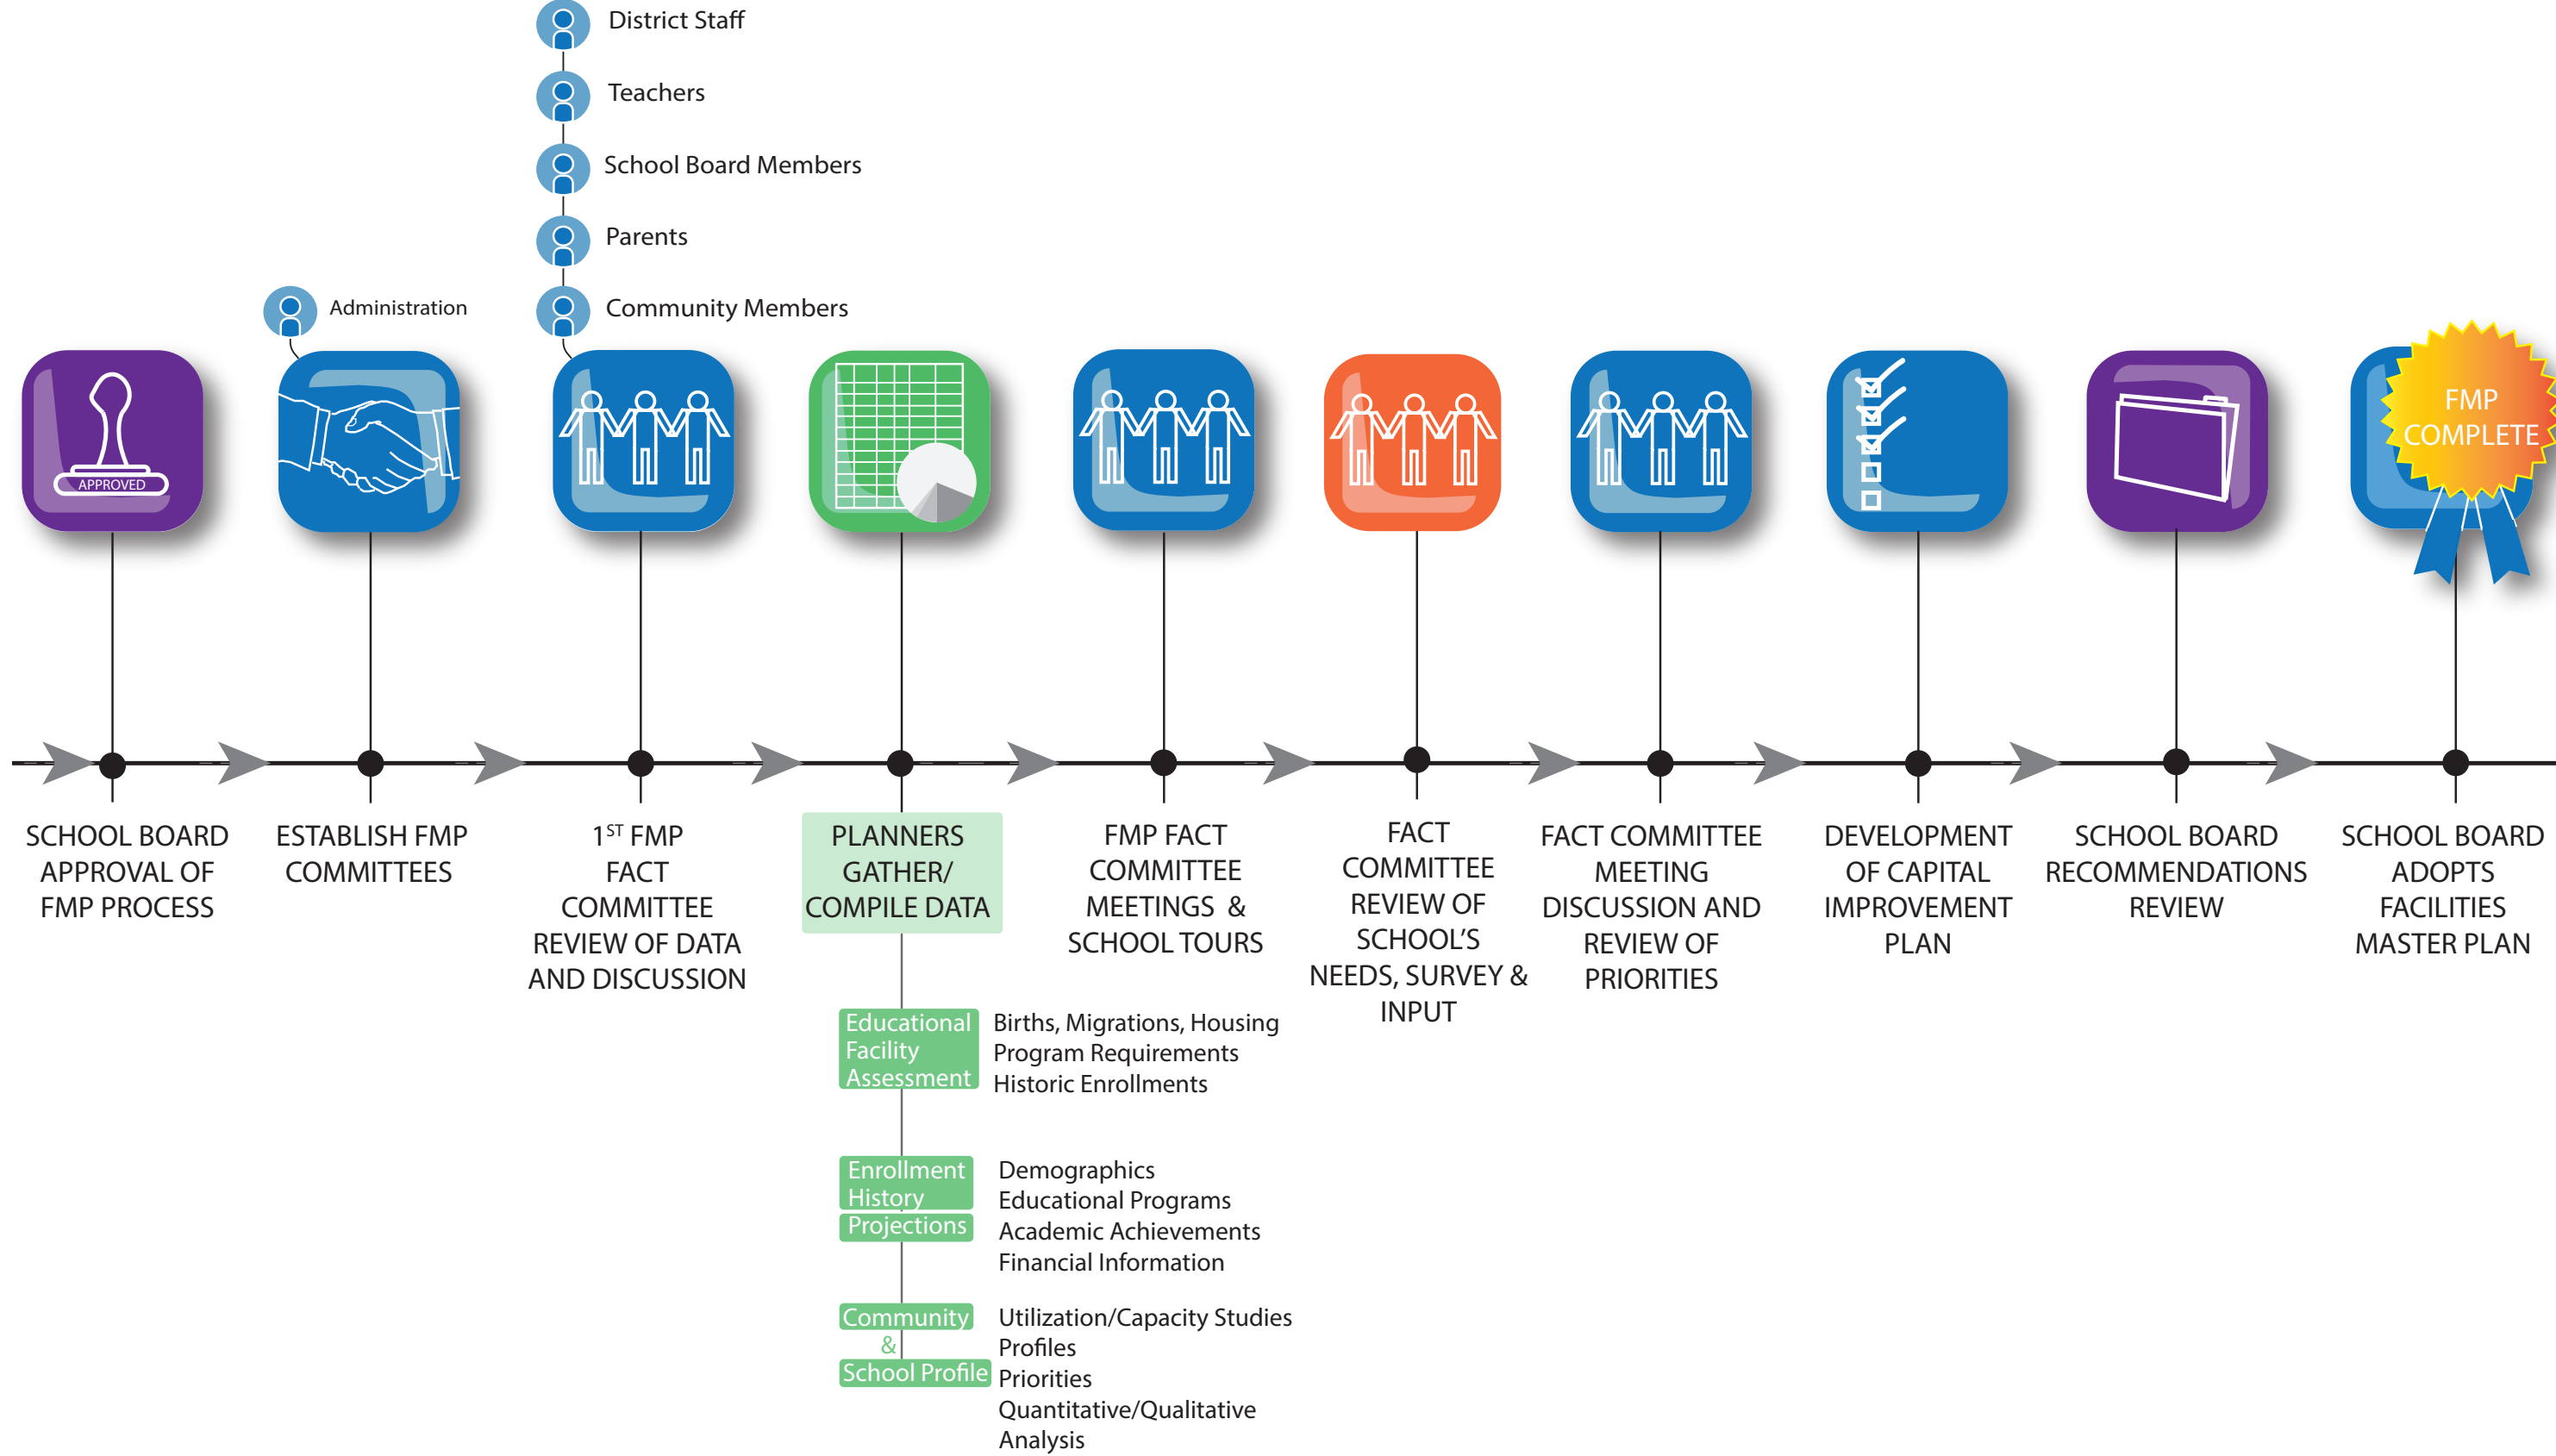 District Staff
Teachers
School Board Members
Parents
Administration
Community Members
APPROVED
FMP
COMPLETE
SCHOOL BOARD
APPROVAL OF
FMP PROCESS
ESTABLISH FMP
COMMITTEES
1ST FMP
FACT
COMMITTEE
REVIEW OF DATA
AND DISCUSSION
PLANNERS
GATHER/
COMPILE DATA
FMP FACT
COMMITTEE
MEETINGS &
SCHOOL TOURS
FACT
COMMITTEE
REVIEW OF
SCHOOL'S
NEEDS, SURVEY &
INPUT
FACT COMMITTEE
MEETING
DISCUSSION AND
REVIEW OF
PRIORITIES
DEVELOPMENT
OF CAPITAL
IMPROVEMENT
PLAN
SCHOOL BOARD
RECOMMENDATIONS
REVIEW
SCHOOL BOARD
ADOPTS
FACILITIES
MASTER PLAN
Educational
Facility
Assessment
Births, Migrations, Housing
Program Requirements
Historic Enrollments
Enrollment
History
Projections
Demographics
Educational Programs
Academic Achievements
Financial Information
Community
&
School Profile
Utilization/Capacity Studies
Profiles
Priorities
Quantitative/Qualitative
Analysis